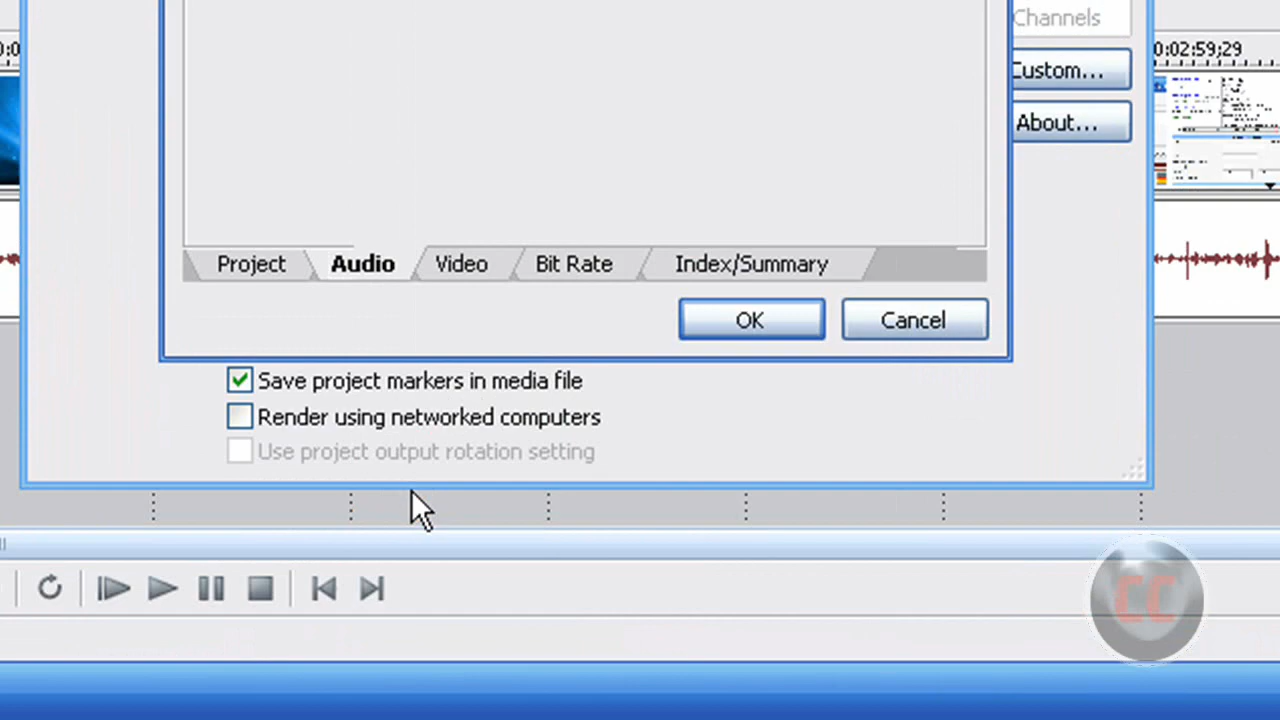 Channels
0:02:59;29
Custom...
About...
Project Audio Video Bit Rate Index/Summary
OK Cancel
Save project markers in media file
Render using networked computers
Use project output rotation setting
CC